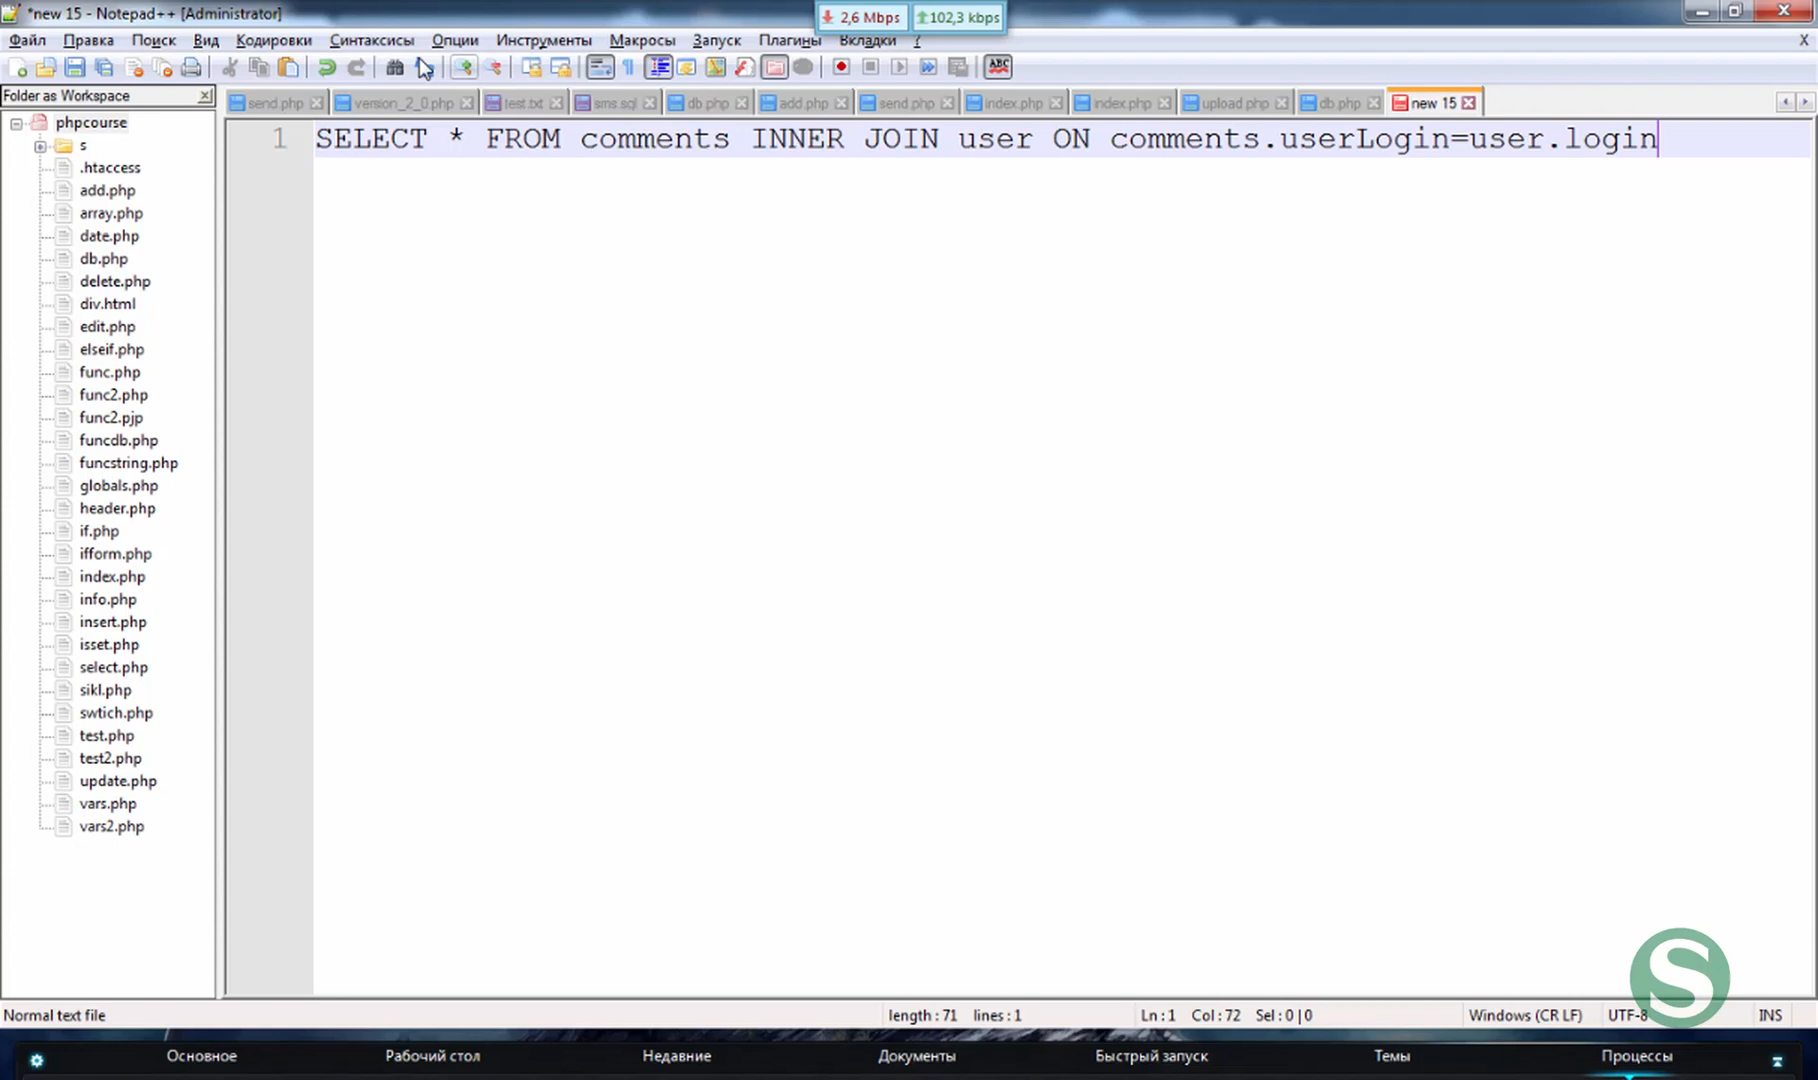 *new 15 - Notepad++ [Administrator]
2,6 Mbps
102,3 kbps
Файл Правка Поиск Вид Кодировки Синтаксисы Опции Инструменты Макросы Запуск Плагины Вкладки ?
X
ABC
Folder as Workspace
send.php version_2_0.php test.txt sms.sql db.php add.php send.php index.php index.php upload.php db.php new 15
phpcourse
s
.htaccess
add.php
array.php
date.php
db.php
delete.php
div.html
edit.php
elseif.php
func.php
func2.php
func2.pjp
funcdb.php
funcstring.php
globals.php
header.php
if.php
ifform.php
index.php
info.php
insert.php
isset.php
select.php
sikl.php
swtich.php
test.php
test2.php
update.php
vars.php
vars2.php
1 SELECT * FROM comments INNER JOIN user ON comments.userLogin=user.login
S
Normal text file length : 71 lines : 1 Ln : 1 Col : 72 Sel : 0 | 0 Windows (CR LF) UTF-8 INS
Основное Рабочий стол Недавние Документы Быстрый запуск Темы Процессы